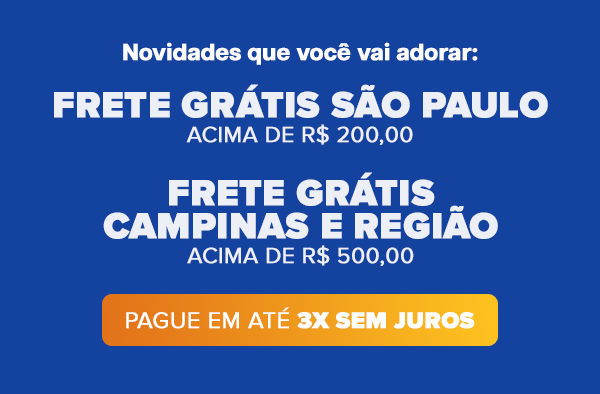 Novidades que você vai adorar:
FRETE GRÁTIS SÃO PAULO
ACIMA DE R$ 200,00
FRETE GRÁTIS
CAMPINAS E REGIÃO
ACIMA DE R$ 500,00
PAGUE EM ATÉ 3X SEM JUROS